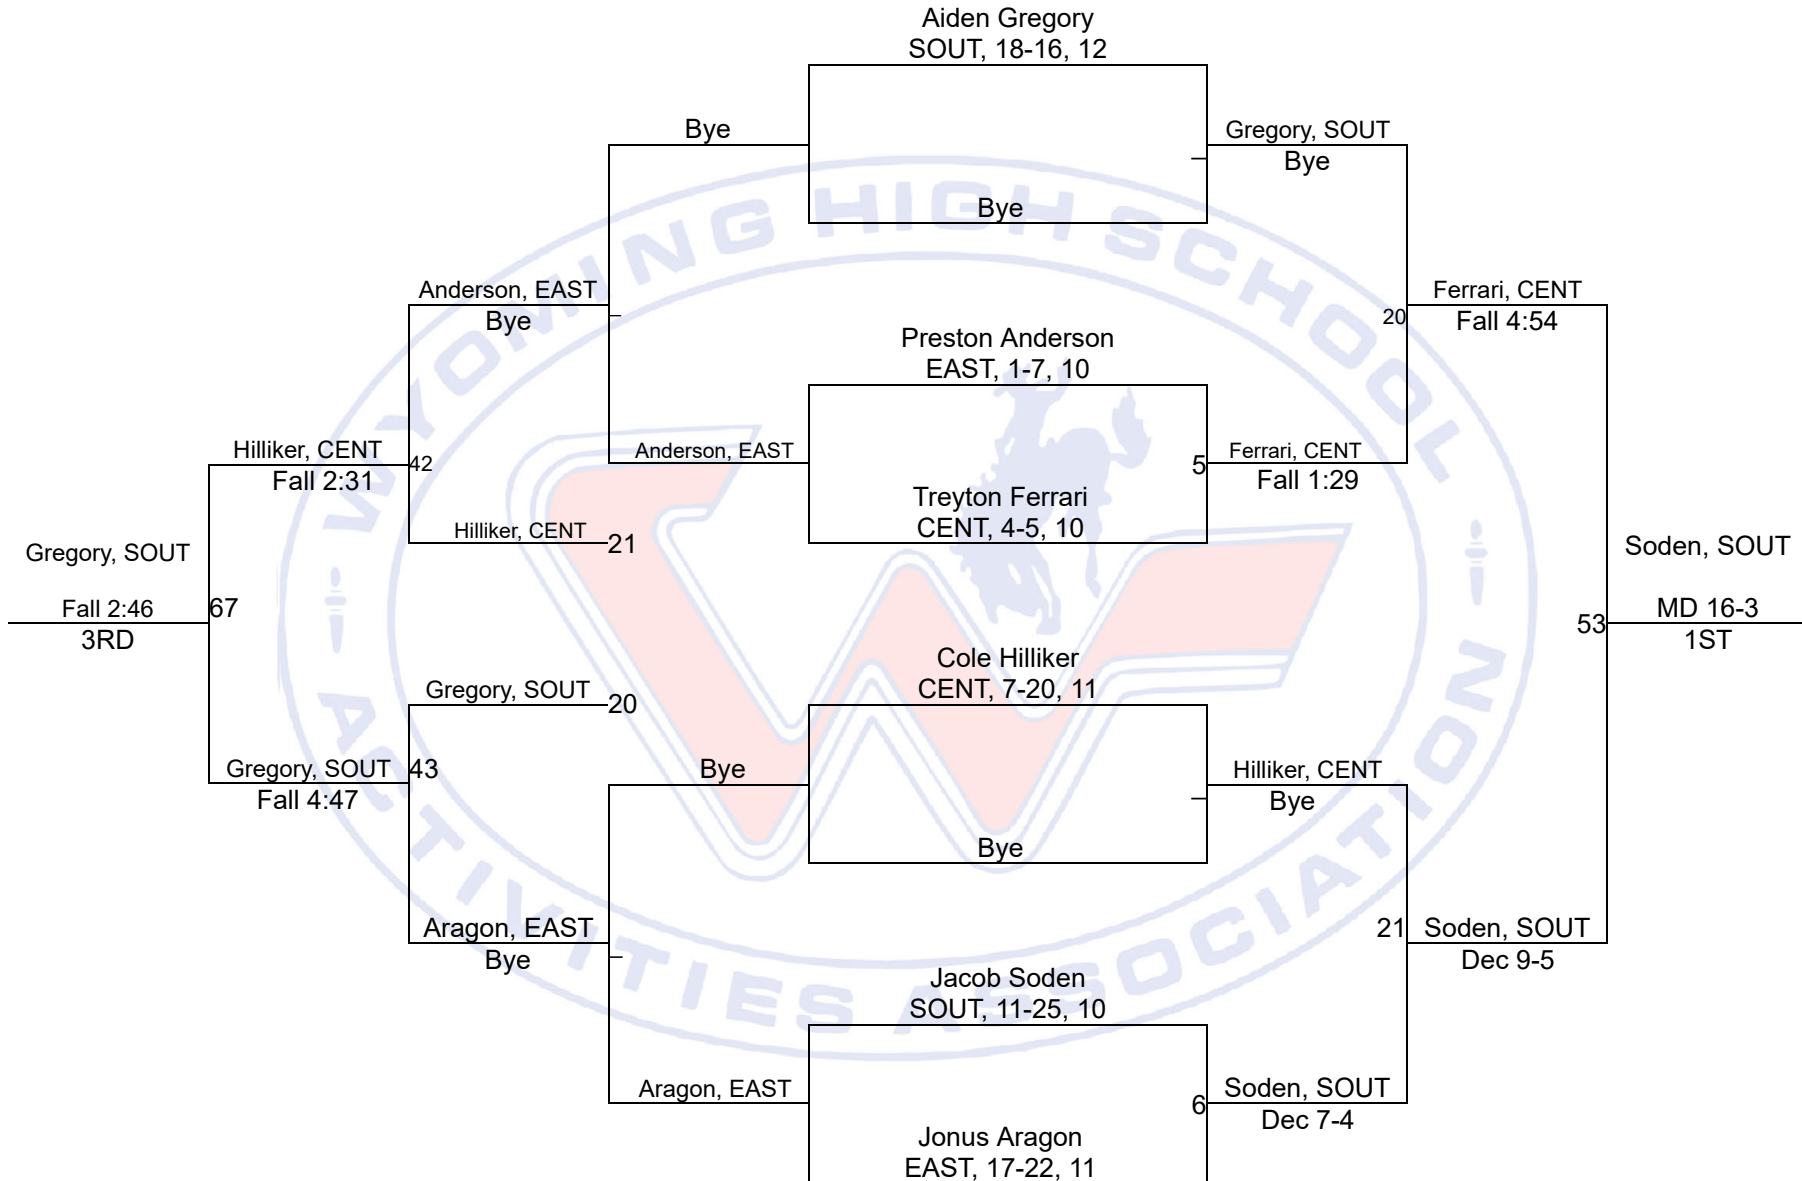 Aiden Gregory
SOUT, 18-16, 12
Bye
Gregory, SOUT
Bye
Bye
Anderson, EAST
Bye
Ferrari, CENT
20
Fall 4:54
Preston Anderson
EAST, 1-7, 10
Hilliker, CENT
42
Fall 2:31
Anderson, EAST
5
Ferrari, CENT
Fall 1:29
Treyton Ferrari
CENT, 4-5, 10
Hilliker, CENT
21
Gregory, SOUT
Soden, SOUT
Fall 2:46
67
3RD
53
MD 16-3
1ST
Cole Hilliker
CENT, 7-20, 11
Gregory, SOUT
20
Gregory, SOUT
43
Fall 4:47
Bye
Hilliker, CENT
Bye
Bye
Aragon, EAST
Bye
21
Soden, SOUT
Dec 9-5
Jacob Soden
SOUT, 11-25, 10
Aragon, EAST
6
Soden, SOUT
Dec 7-4
Jonus Aragon
EAST, 17-22, 11
WYOMING HIGH SCHOOL
ACTIVITIES ASSOCIATION